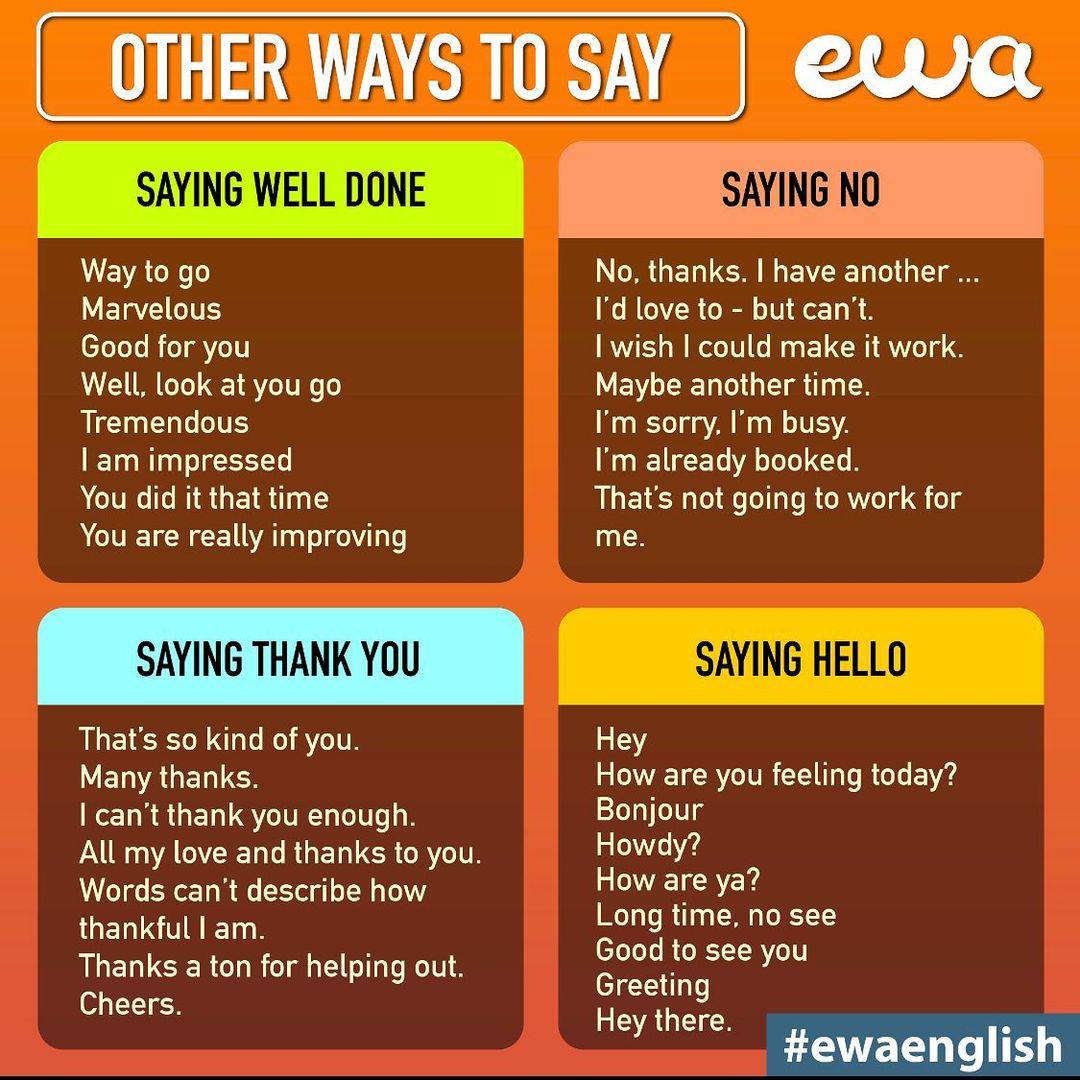 OTHER WAYS TO SAY
ewa
SAYING WELL DONE
Way to go
Marvelous
Good for you
Well, look at you go
Tremendous
I am impressed
You did it that time
You are really improving
SAYING NO
No, thanks. I have another ...
I'd love to - but can't.
I wish I could make it work.
Maybe another time.
I'm sorry, I'm busy.
I'm already booked.
That's not going to work for
me.
SAYING THANK YOU
That's so kind of you.
Many thanks.
I can't thank you enough.
All my love and thanks to you.
Words can't describe how
thankful I am.
Thanks a ton for helping out.
Cheers.
SAYING HELLO
Hey
How are you feeling today?
Bonjour
Howdy?
How are ya?
Long time, no see
Good to see you
Greeting
Hey there.
#ewaenglish